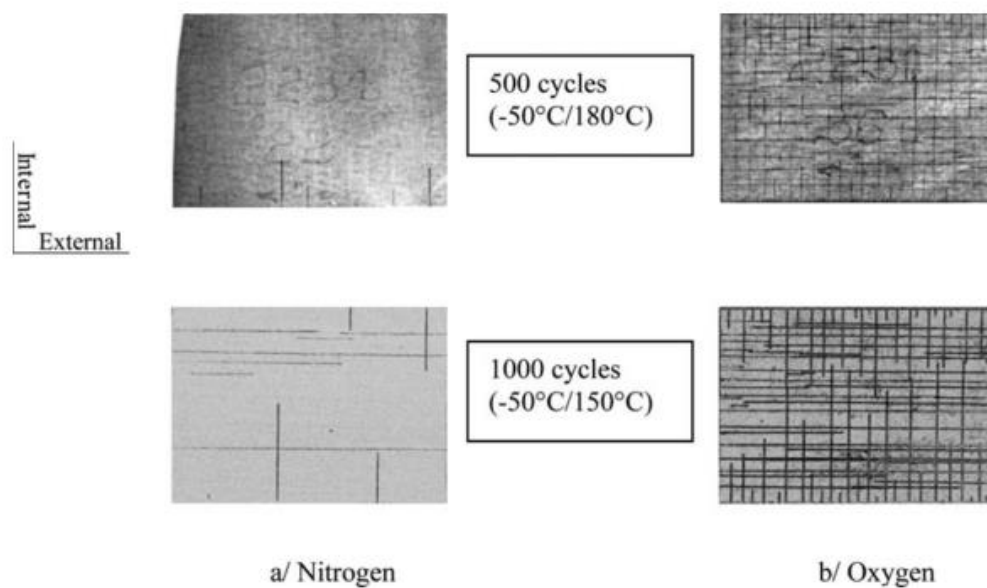 500 cycles
(-50°C/180°C)
Internal
External
1000 cycles
(-50°C/150°C)
a/ Nitrogen
b/ Oxygen